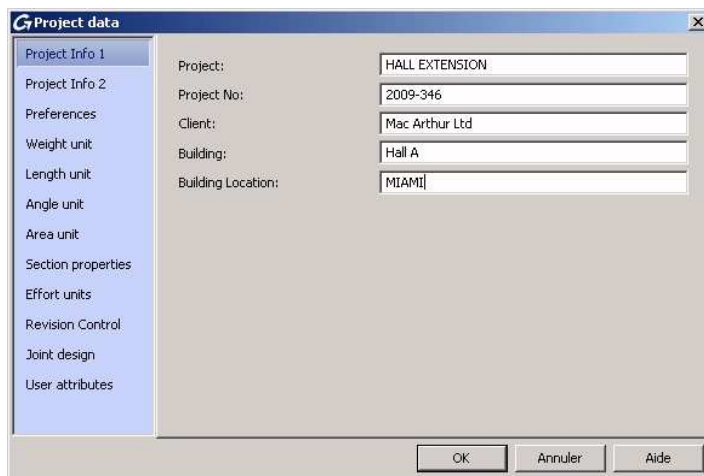 Project data
Project Info 1
Project Info 2
Preferences
Weight unit
Length unit
Angle unit
Area unit
Section properties
Effort units
Revision Control
Joint design
User attributes
Project: HALL EXTENSION
Project No: 2009-346
Client: Mac Arthur Ltd
Building: Hall A
Building Location: MIAMI
OK Annuler Aide